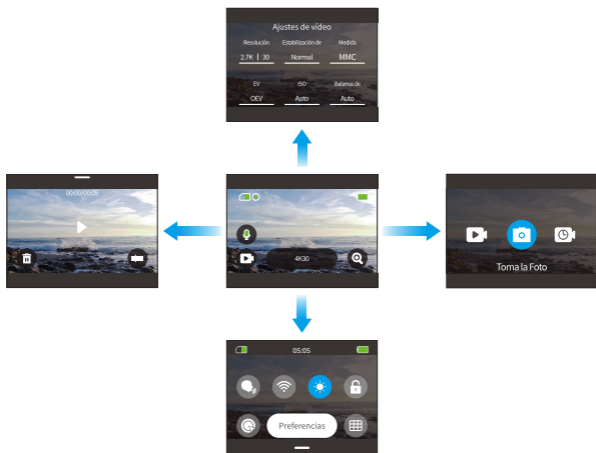 Ajustes de vídeo
Resolución Estabilización de Medida
2.7K | 30 Normal MMC
EV ISO Balance de
OEV Auto Auto
00:00/00:05
4K30
Toma la Foto
05:05
Preferencias